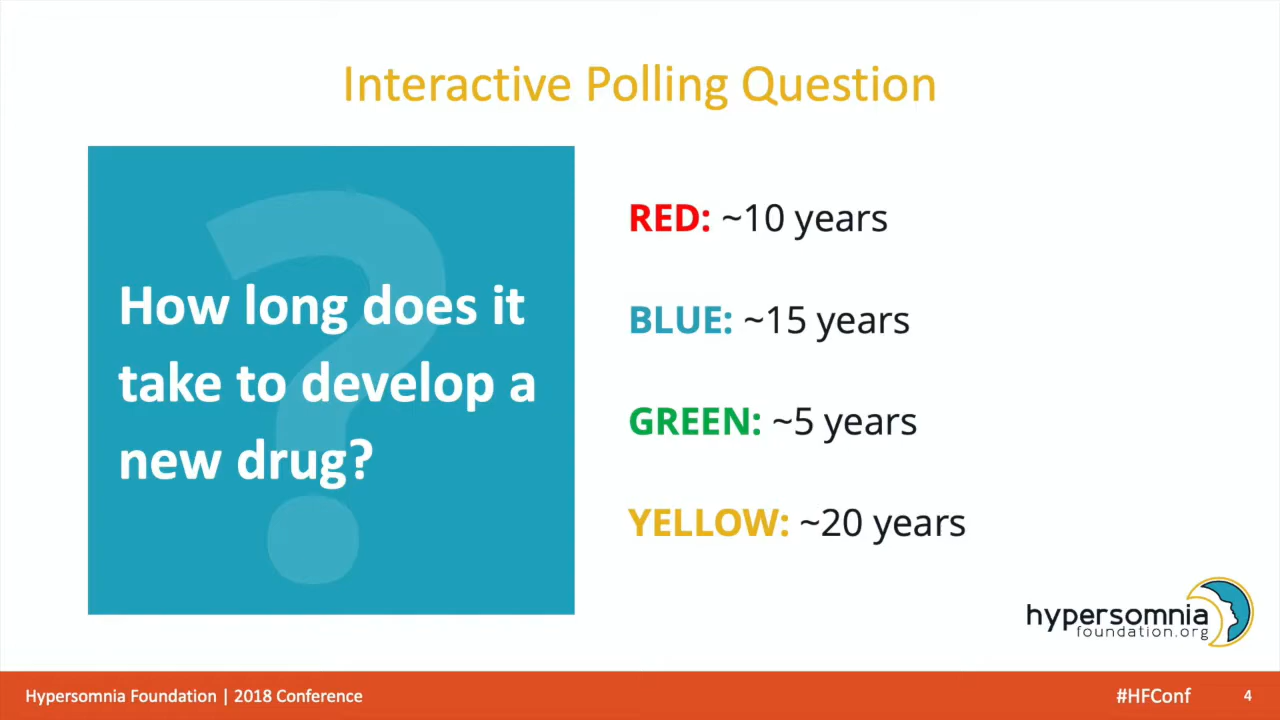 Interactive Polling Question
How long does it
take to develop a
new drug?
RED: ~10 years
BLUE: ~15 years
GREEN: ~5 years
YELLOW: ~20 years
hypersomnia
foundation.org
Hypersomnia Foundation | 2018 Conference
#HFConf
4